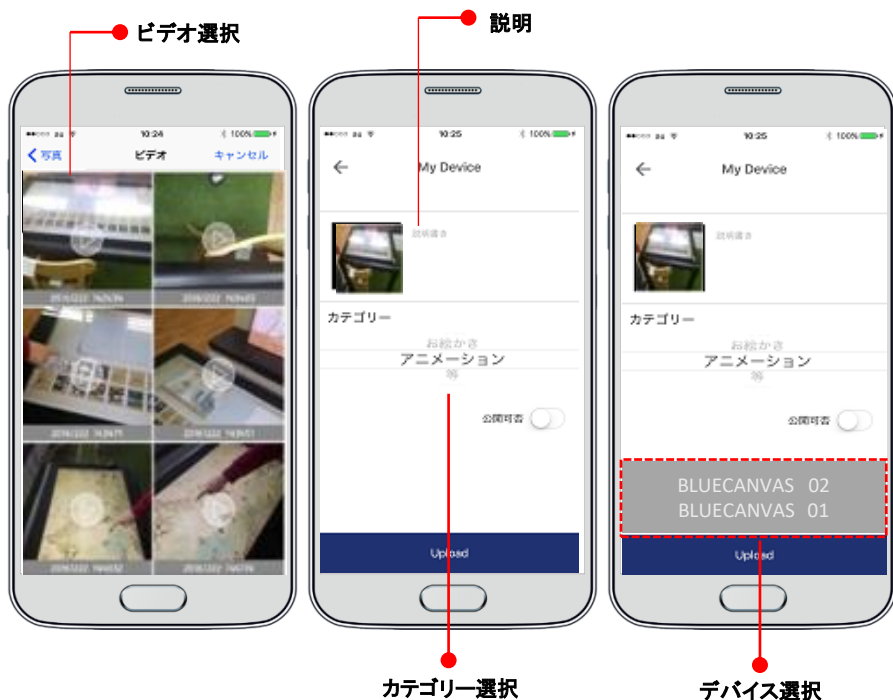 ビデオ選択
説明
10:24
100%
写真
ビデオ
キャンセル
10:25
100%
My Device
説明書き
カテゴリー
お絵かき
アニメーション
等
公開可否
Upload
10:25
100%
My Device
説明書き
カテゴリー
お絵かき
アニメーション
等
公開可否
BLUECANVAS 02
BLUECANVAS 01
Upload
カテゴリー選択
デバイス選択